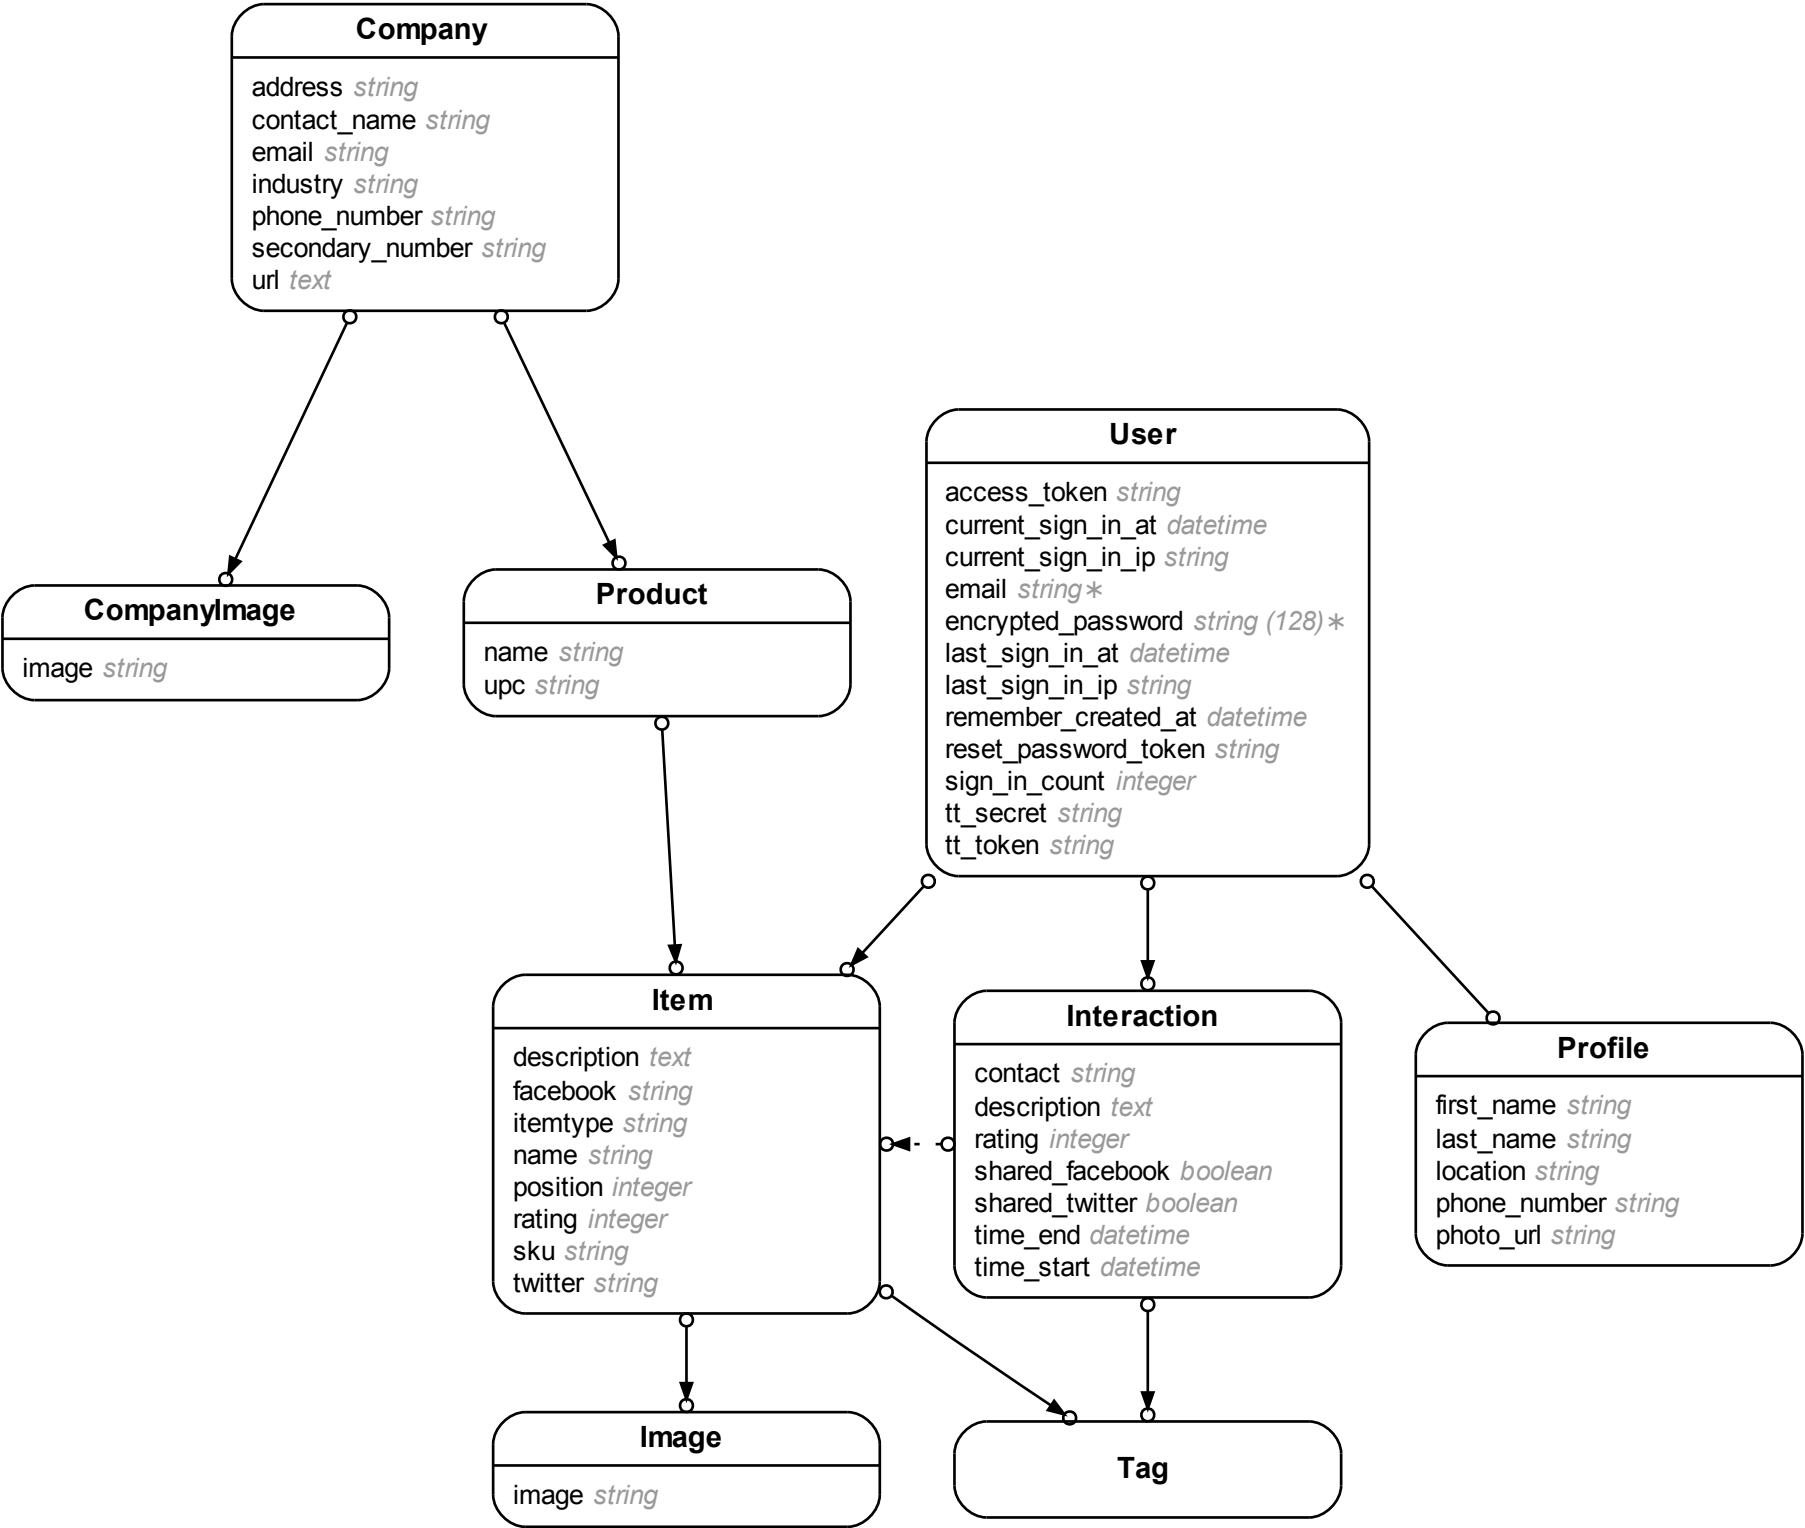 Company
address string
contact_name string
email string
industry string
phone_number string
secondary_number string
url text
CompanyImage
image string
Product
name string
upc string
User
access_token string
current_sign_in_at datetime
current_sign_in_ip string
email string∗
encrypted_password string (128)∗
last_sign_in_at datetime
last_sign_in_ip string
remember_created_at datetime
reset_password_token string
sign_in_count integer
tt_secret string
tt_token string
Item
description text
facebook string
itemtype string
name string
position integer
rating integer
sku string
twitter string
Interaction
contact string
description text
rating integer
shared_facebook boolean
shared_twitter boolean
time_end datetime
time_start datetime
Profile
first_name string
last_name string
location string
phone_number string
photo_url string
Image
image string
Tag